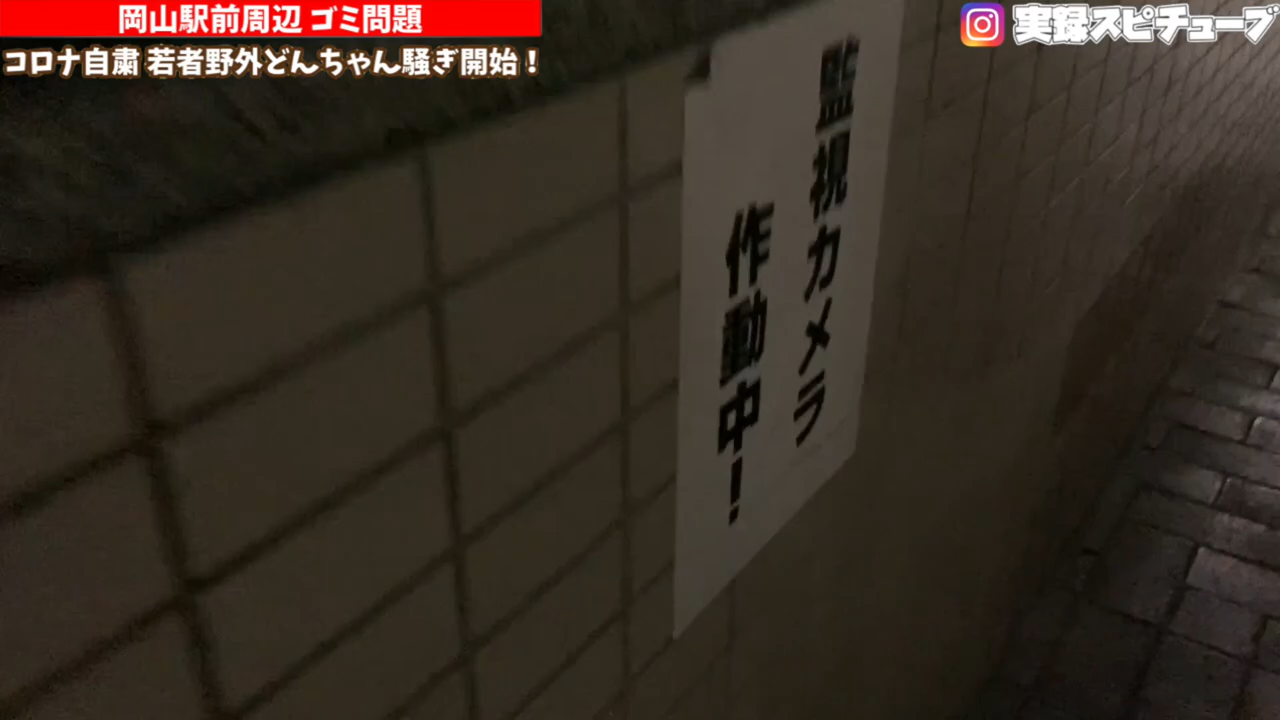 岡山駅前周辺 ゴミ問題
コロナ自粛 若者野外どんちゃん騒ぎ開始！
実録スピチューブ
監視カメラ
作動中！